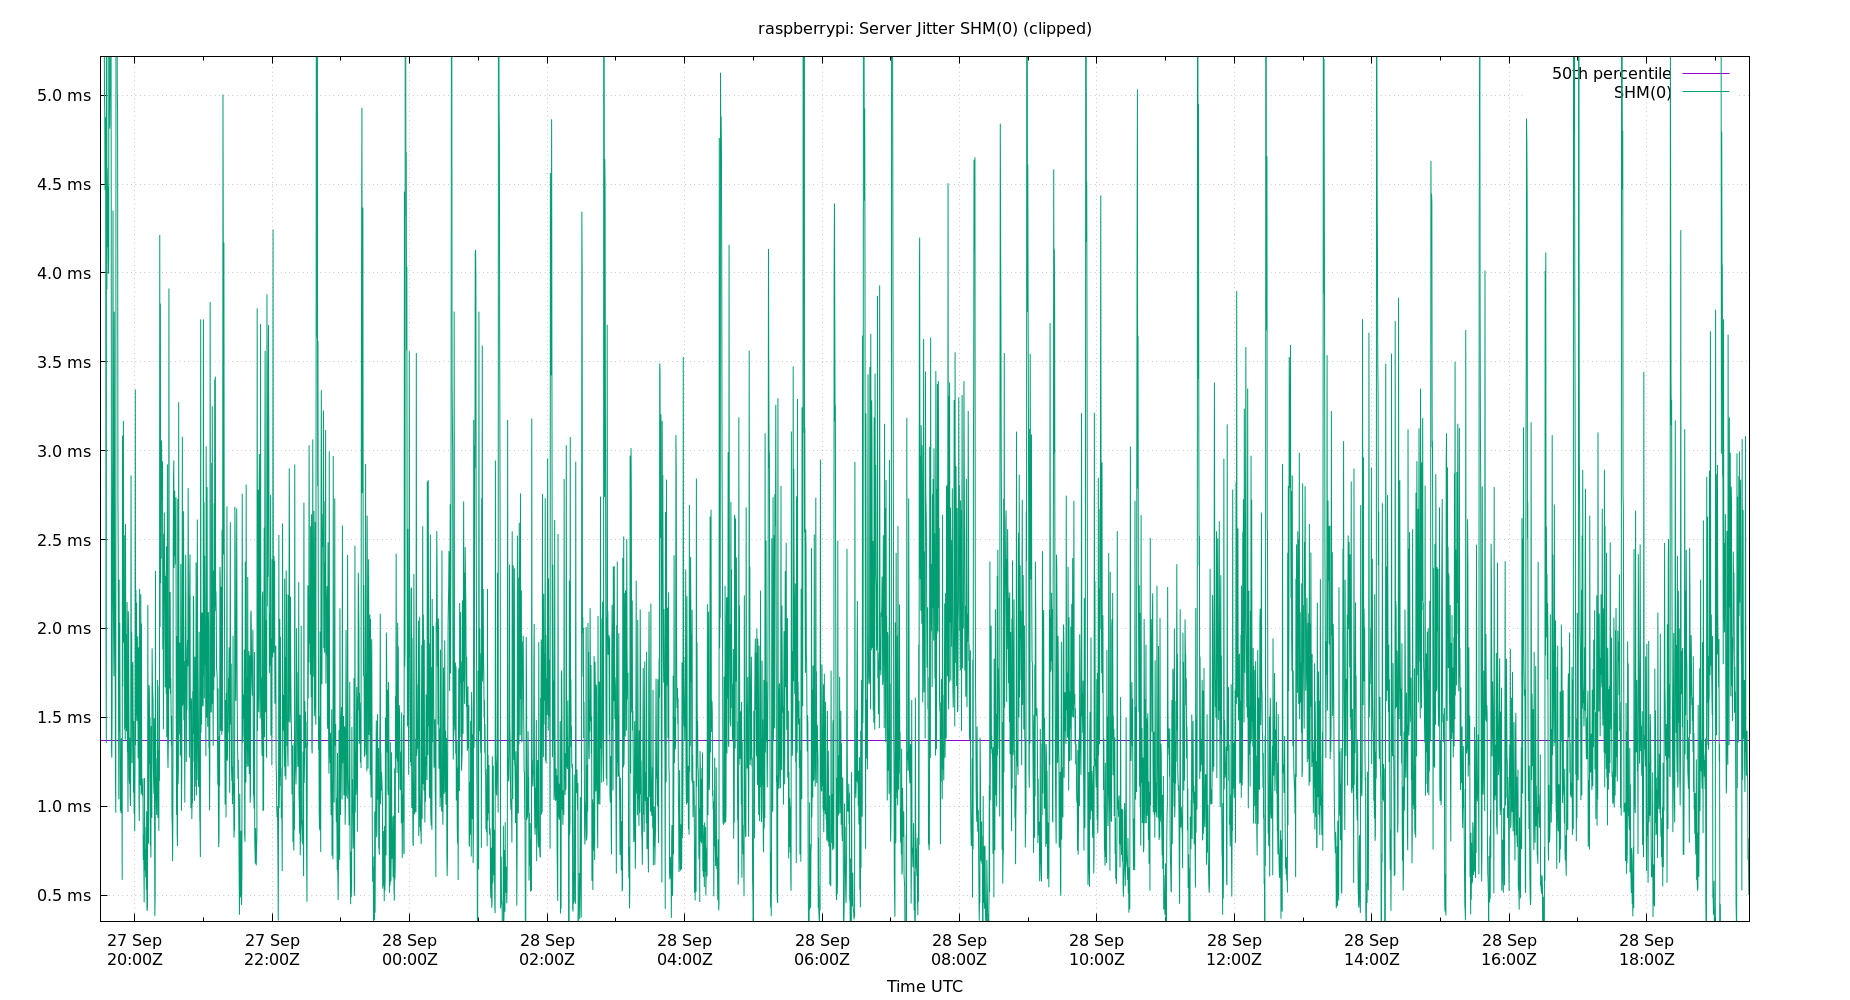 raspberrypi: Server Jitter SHM(0) (clipped)
50th percentile
SHM(0)
5.0 ms
4.5 ms
4.0 ms
3.5 ms
3.0 ms
2.5 ms
2.0 ms
1.5 ms
1.0 ms
0.5 ms
27 Sep 27 Sep 28 Sep 28 Sep 28 Sep 28 Sep 28 Sep 28 Sep 28 Sep 28 Sep 28 Sep 28 Sep
20:00Z 22:00Z 00:00Z 02:00Z 04:00Z 06:00Z 08:00Z 10:00Z 12:00Z 14:00Z 16:00Z 18:00Z
Time UTC